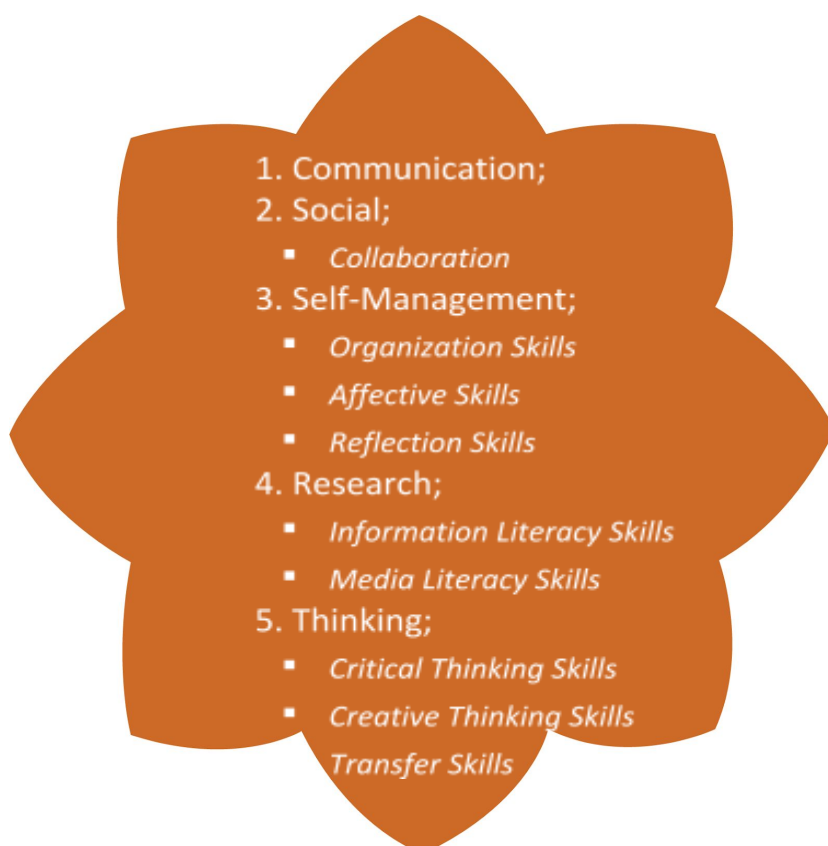 1. Communication;
2. Social;
▪ Collaboration
3. Self-Management;
▪ Organization Skills
▪ Affective Skills
▪ Reflection Skills
4. Research;
▪ Information Literacy Skills
▪ Media Literacy Skills
5. Thinking;
▪ Critical Thinking Skills
▪ Creative Thinking Skills
Transfer Skills